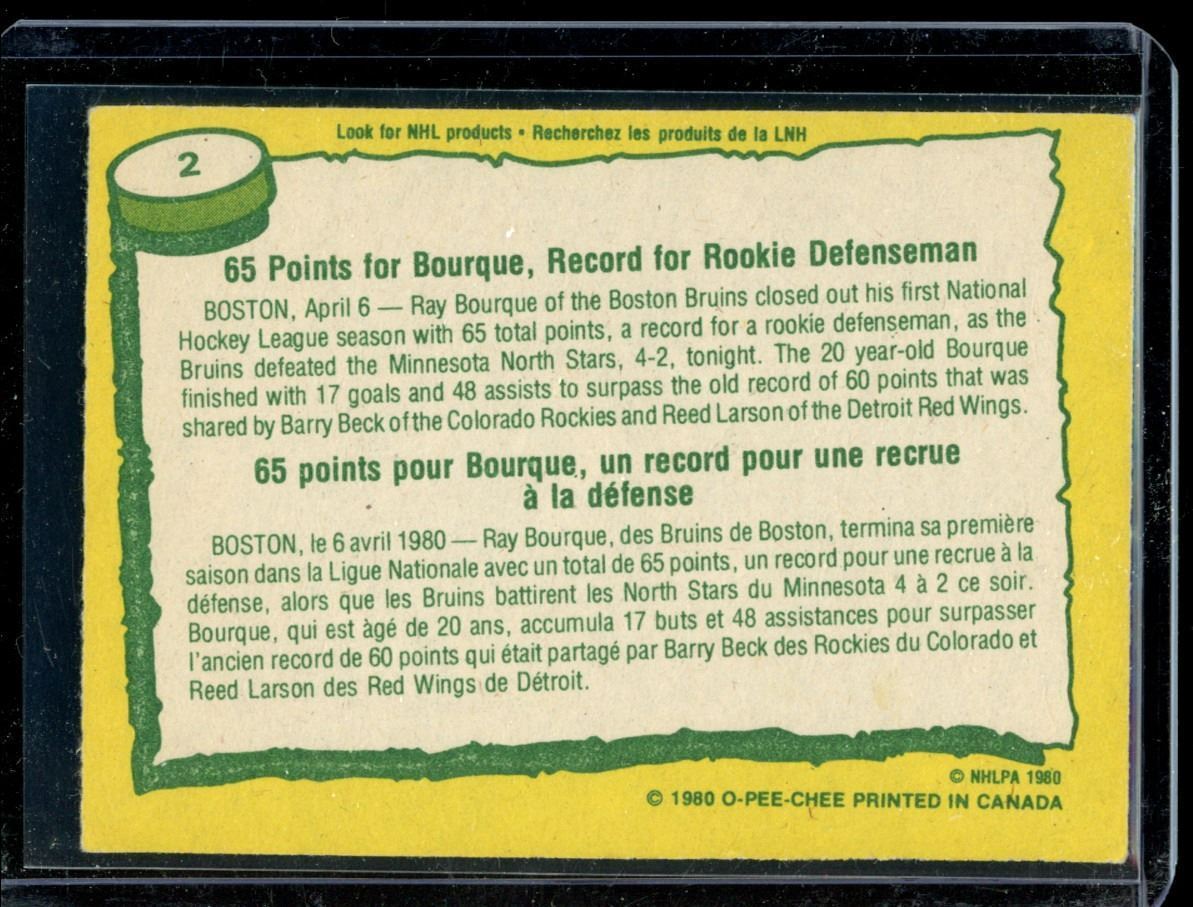 Look for NHL products • Recherchez les produits de la LNH
2
65 Points for Bourque, Record for Rookie Defenseman
BOSTON, April 6 — Ray Bourque of the Boston Bruins closed out his first National
Hockey League season with 65 total points, a record for a rookie defenseman, as the
Bruins defeated the Minnesota North Stars, 4-2, tonight. The 20 year-old Bourque
finished with 17 goals and 48 assists to surpass the old record of 60 points that was
shared by Barry Beck of the Colorado Rockies and Reed Larson of the Detroit Red Wings.
65 points pour Bourque, un record pour une recrue
à la défense
BOSTON, le 6 avril 1980 — Ray Bourque, des Bruins de Boston, termina sa première
saison dans la Ligue Nationale avec un total de 65 points, un record pour une recrue à la
défense, alors que les Bruins battirent les North Stars du Minnesota 4 à 2 ce soir.
Bourque, qui est àgé de 20 ans, accumula 17 buts et 48 assistances pour surpasser
l'ancien record de 60 points qui était partagé par Barry Beck des Rockies du Colorado et
Reed Larson des Red Wings de Détroit.
© NHLPA 1980
© 1980 O-PEE-CHEE PRINTED IN CANADA